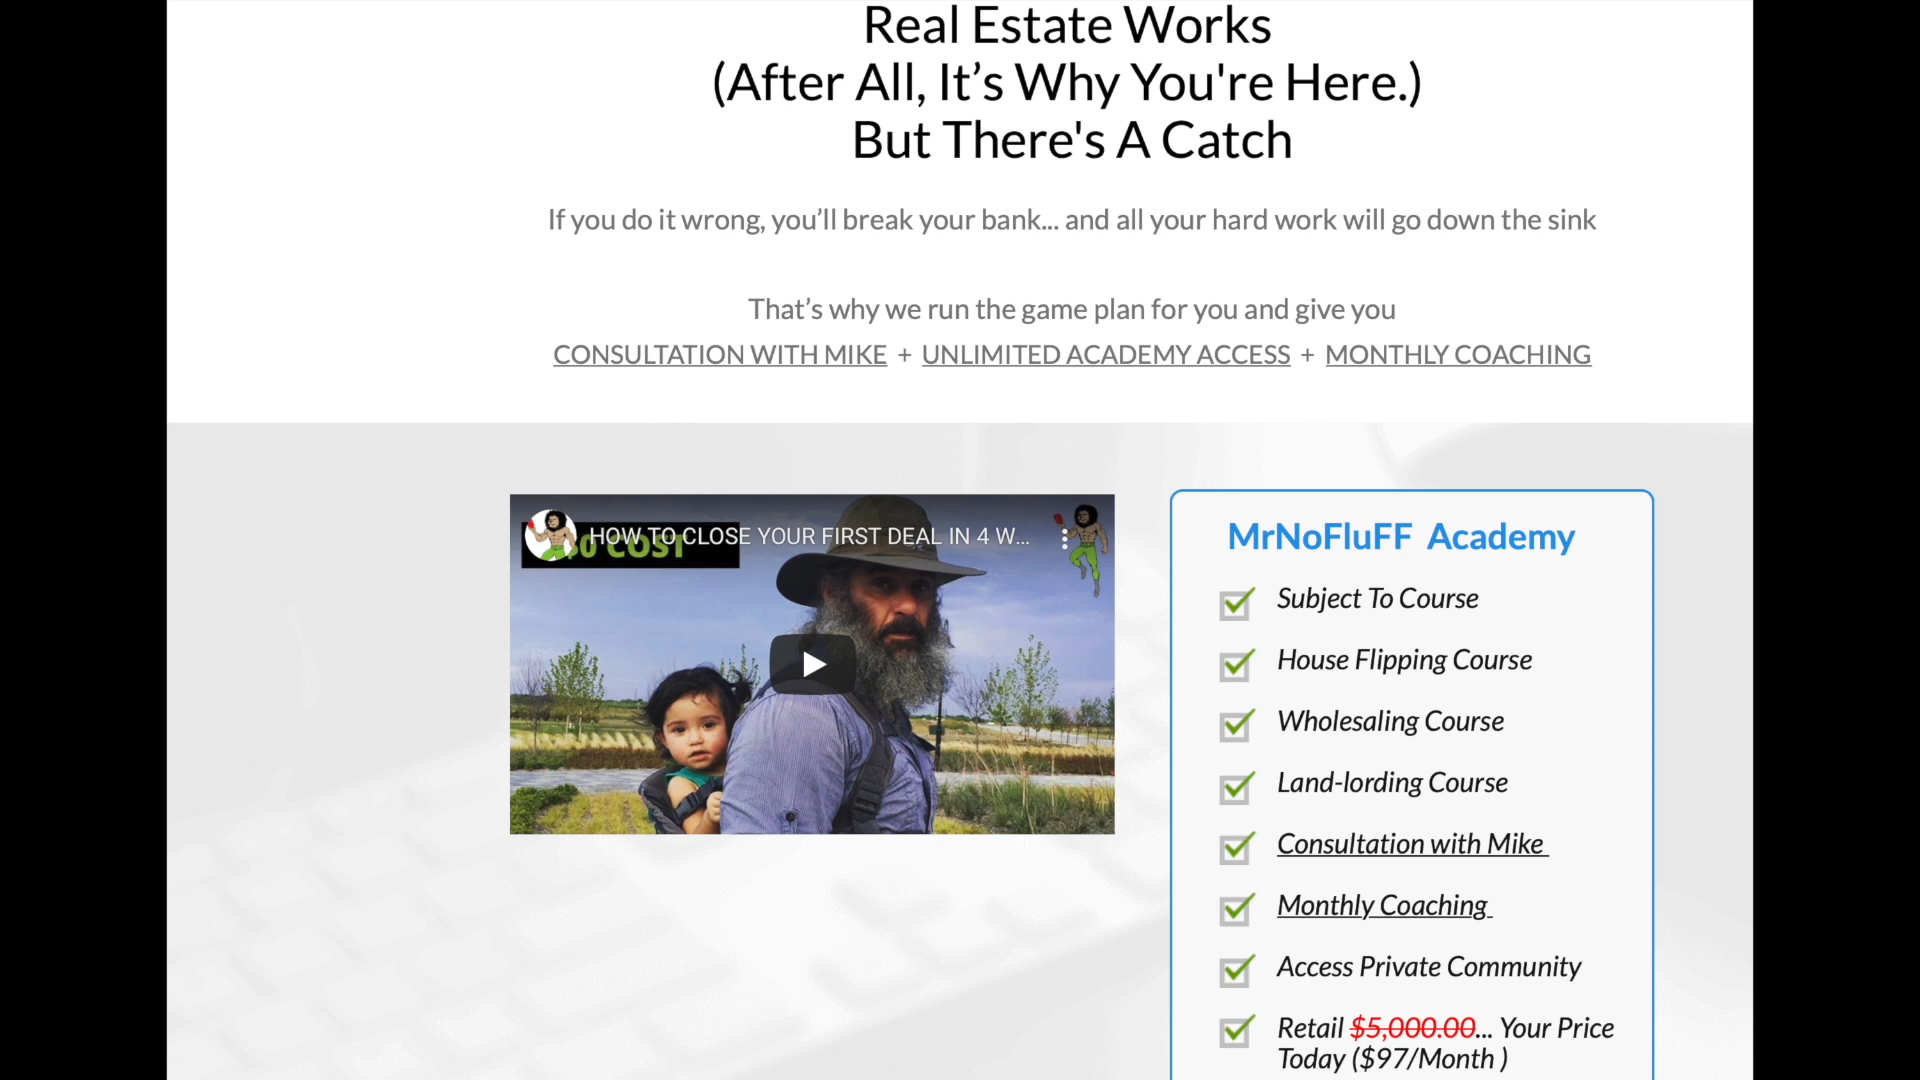 Real Estate Works
(After All, It’s Why You're Here.)
But There's A Catch
If you do it wrong, you’ll break your bank... and all your hard work will go down the sink
That’s why we run the game plan for you and give you
CONSULTATION WITH MIKE + UNLIMITED ACADEMY ACCESS + MONTHLY COACHING
HOW TO CLOSE YOUR FIRST DEAL IN 4 W...
$0 COST
MrNoFluFF Academy
Subject To Course
House Flipping Course
Wholesaling Course
Land-lording Course
Consultation with Mike
Monthly Coaching
Access Private Community
Retail $5,000.00... Your Price
Today ($97/Month )